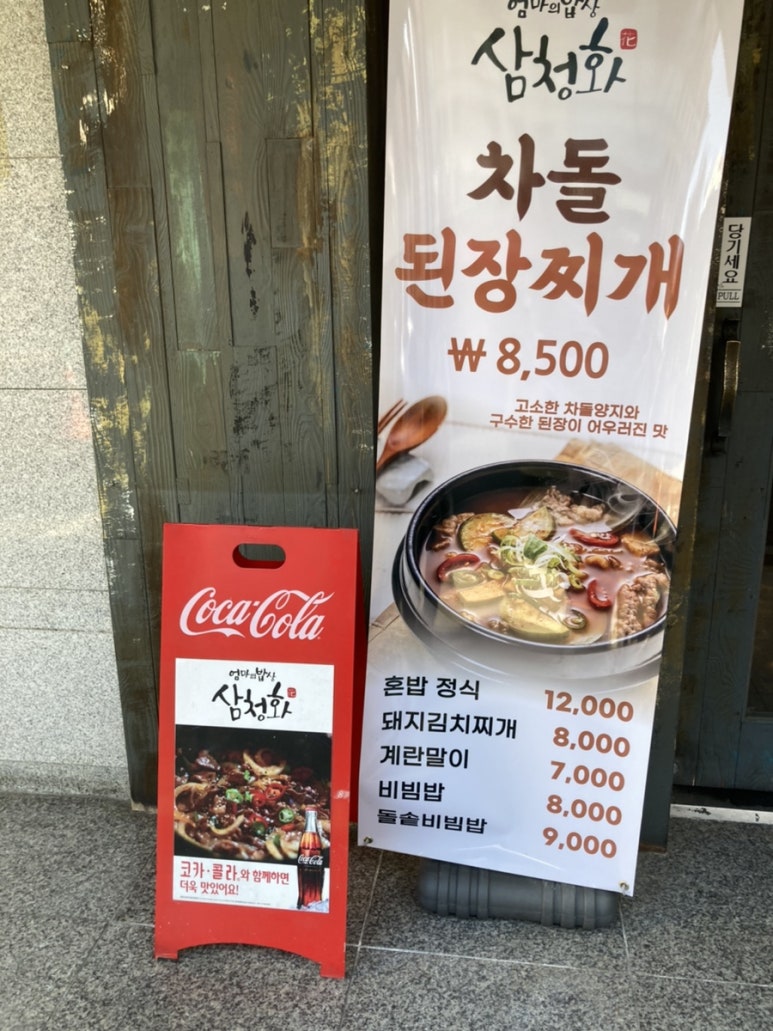 엄마의밥상
삼청화
花
차돌
된장찌개
₩ 8,500
고소한 차돌양지와
구수한 된장이 어우러진 맛
혼밥 정식 12,000
돼지김치찌개 8,000
계란말이 7,000
비빔밥 8,000
돌솥비빔밥 9,000
당기세요
PULL
Coca-Cola
엄마의밥상
삼청화
Coca-Cola
코카·콜라와 함께하면
더욱 맛있어요!